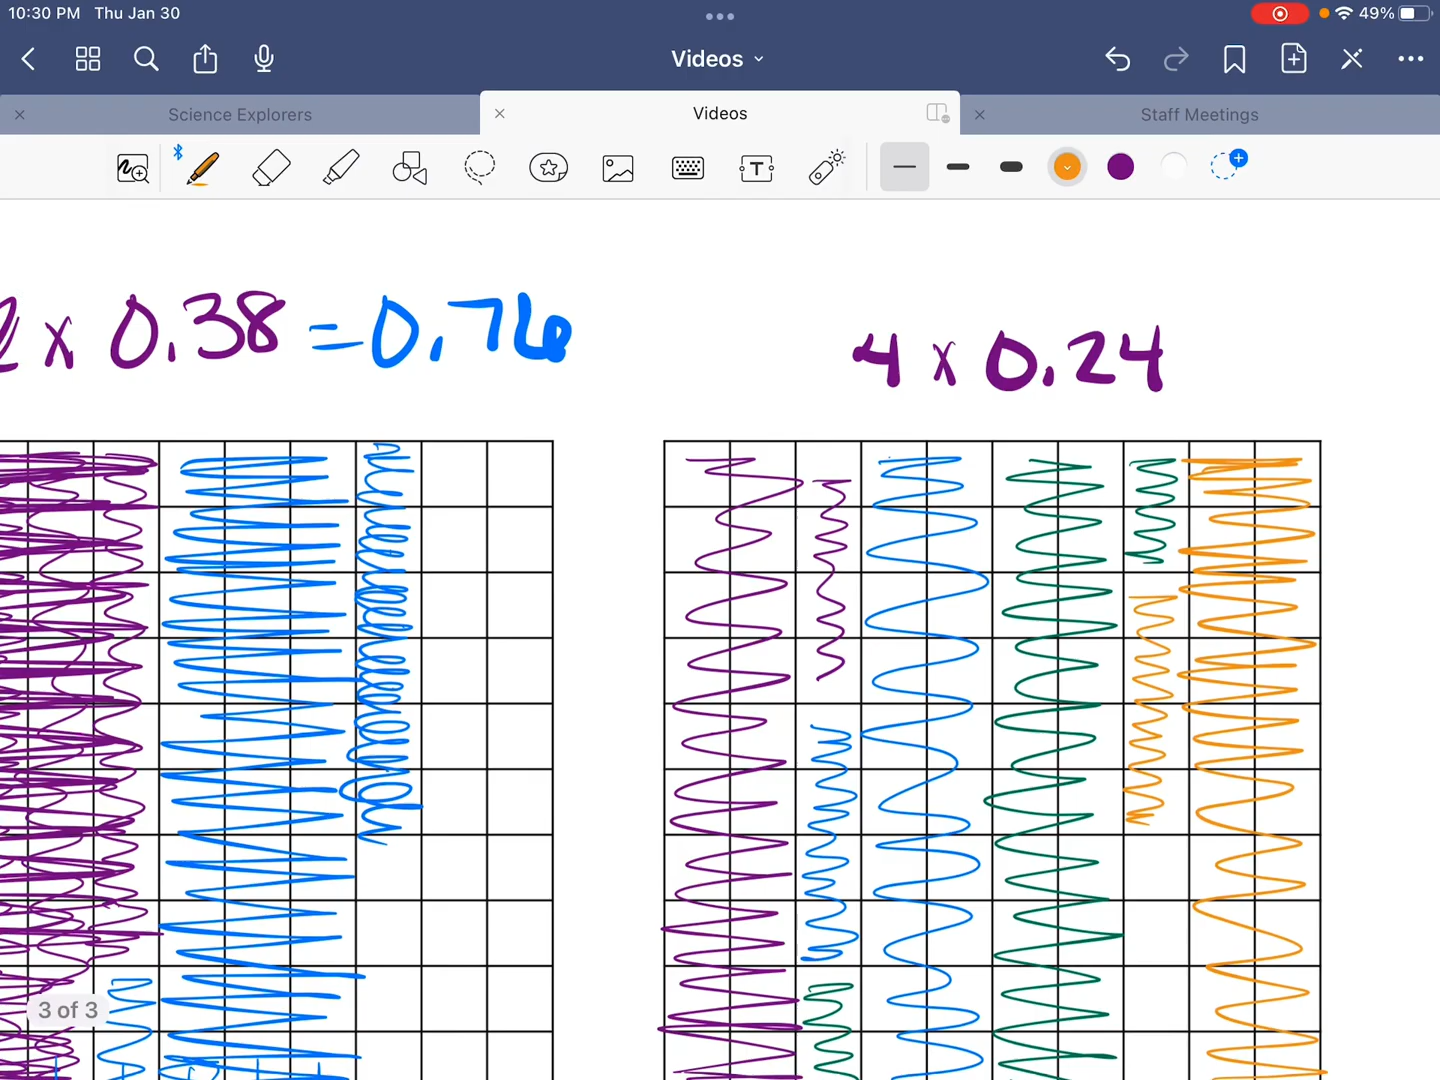 10:30 PM Thu Jan 30
49%
Videos
Science Explorers
Videos
Staff Meetings
T
x 0.38 = 0.76
4 x 0.24
3 of 3